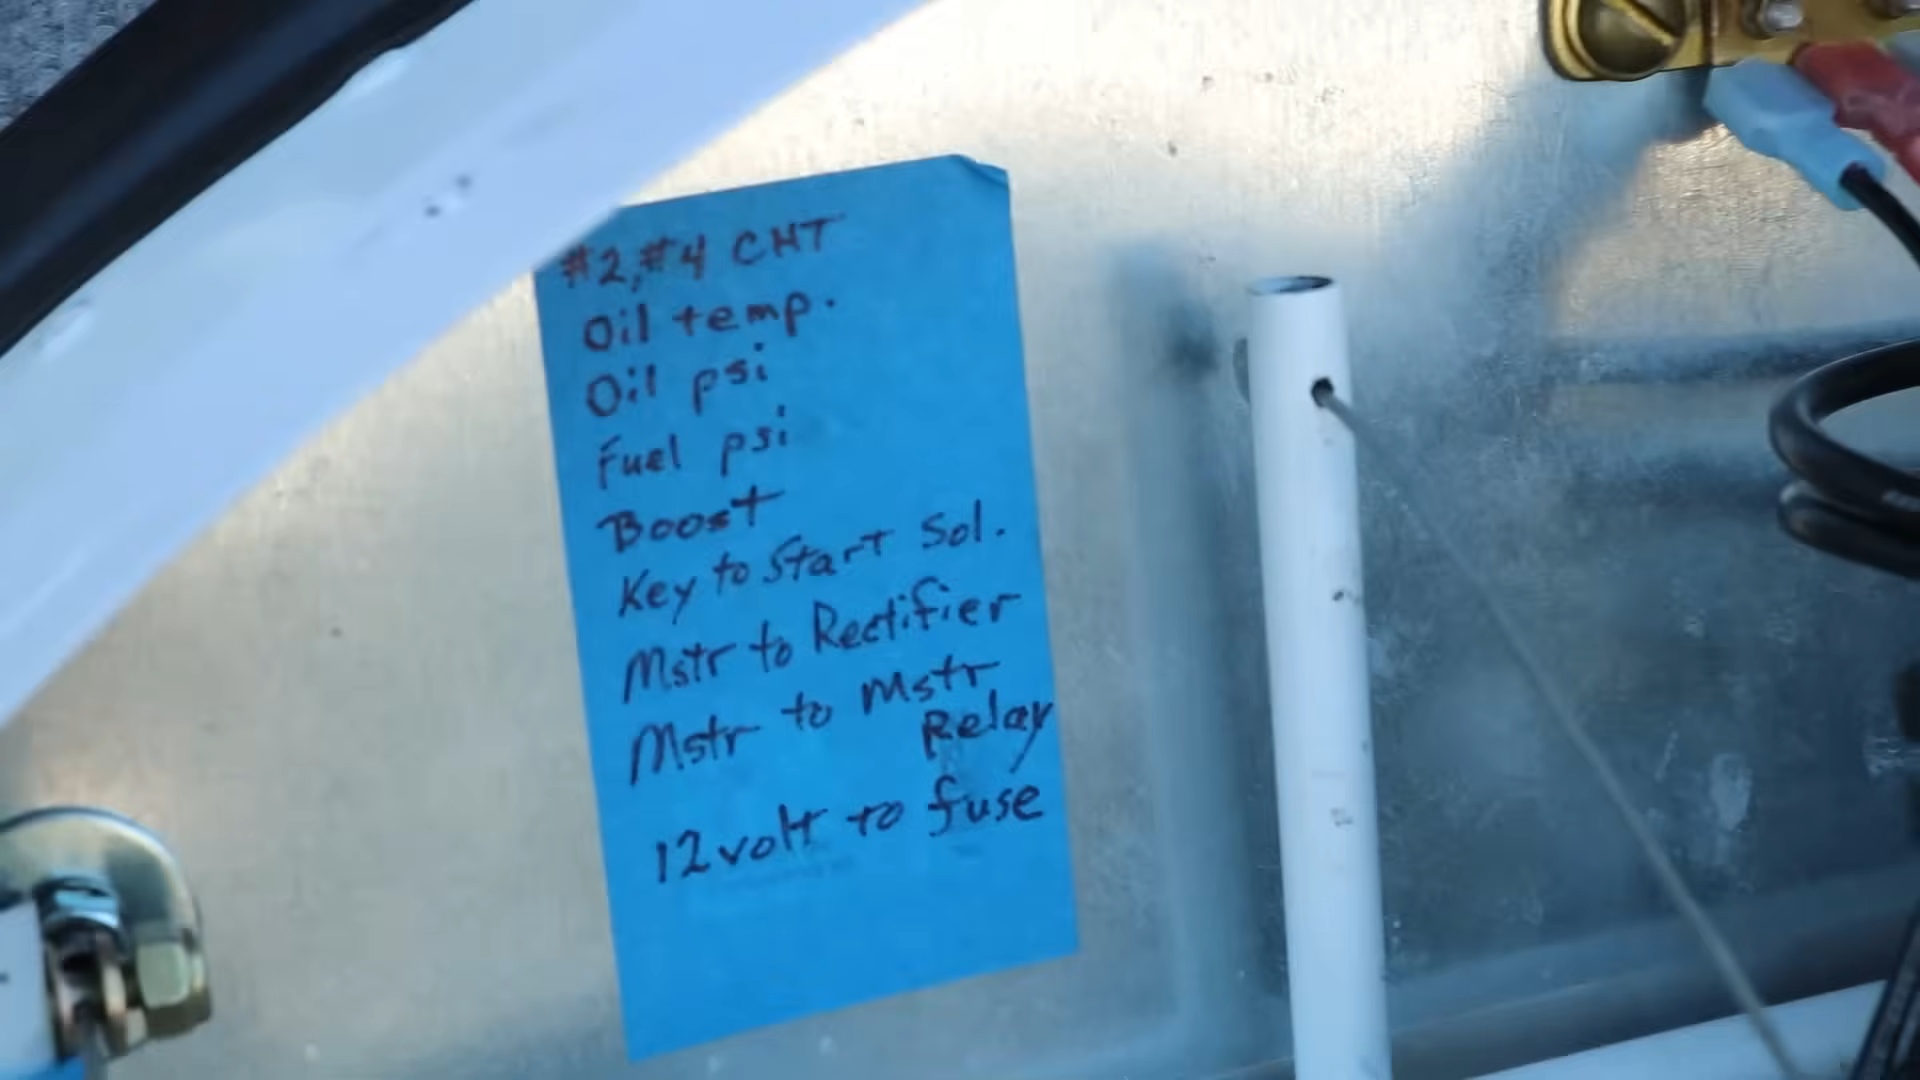 #2,#4 CHT
Oil temp.
Oil psi
Fuel psi
Boost
Key to Start Sol.
Mstr to Rectifier
Mstr to Mstr
Relay
12volt to fuse